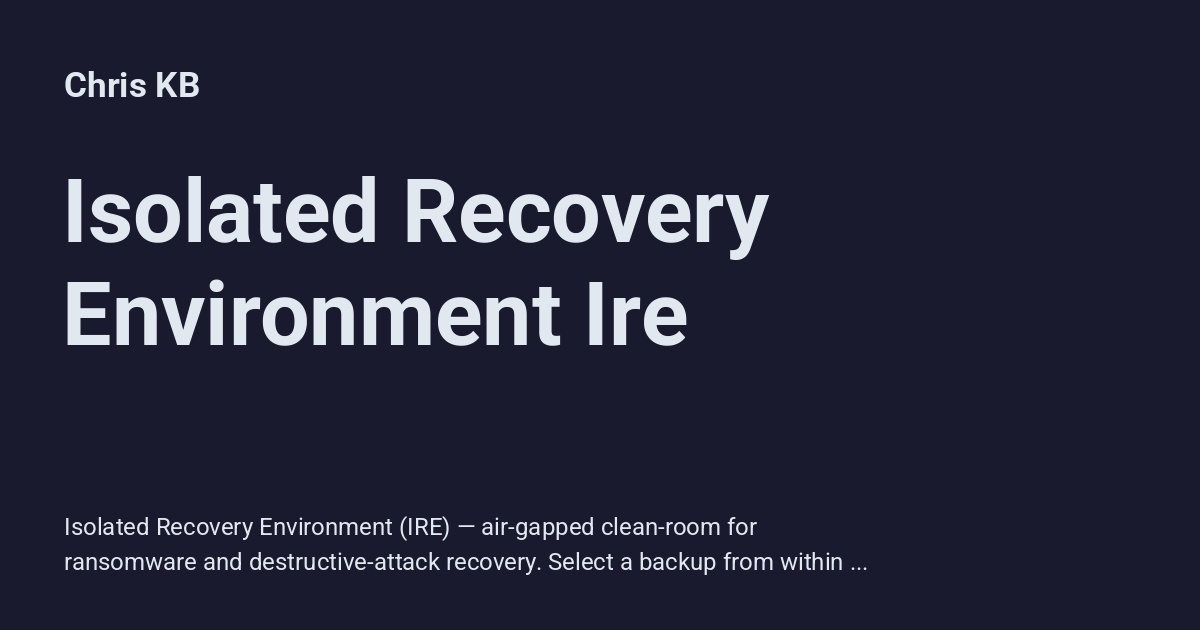 Chris KB
Isolated Recovery
Environment Ire
Isolated Recovery Environment (IRE) — air-gapped clean-room for
ransomware and destructive-attack recovery. Select a backup from within ...